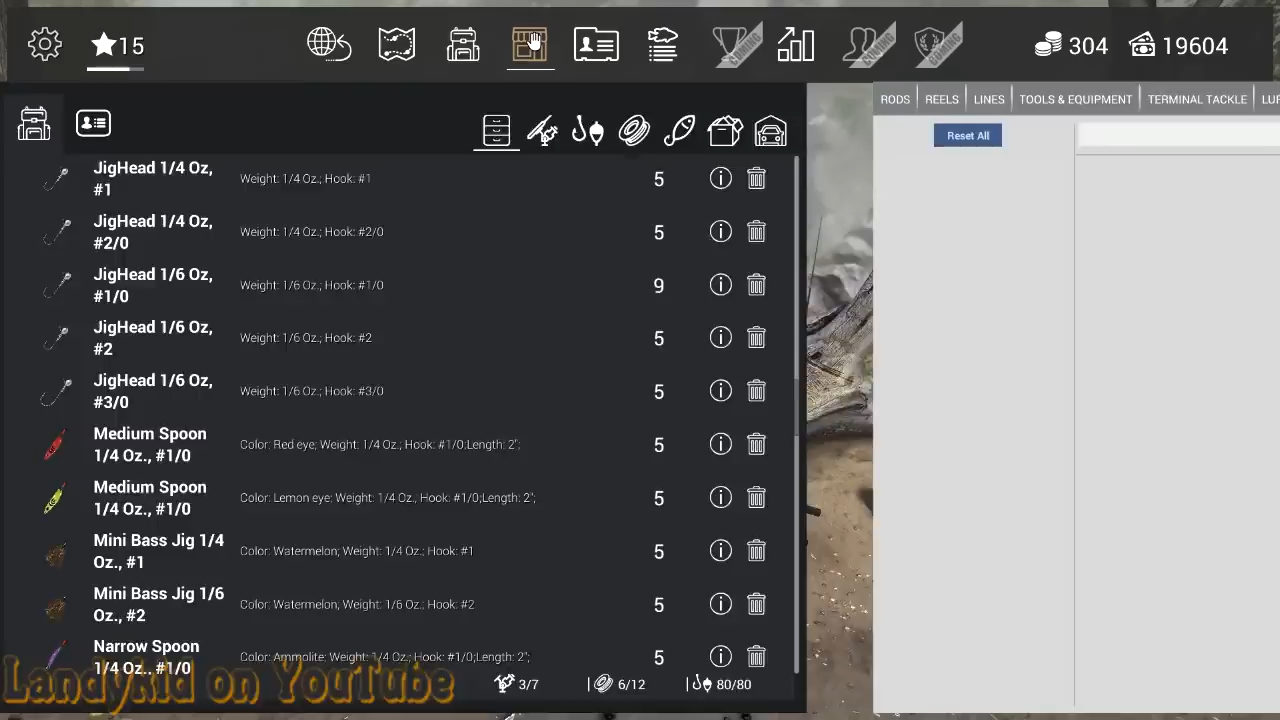 15
COMING
COMING
COMING
304
19604
RODS REELS LINES TOOLS & EQUIPMENT TERMINAL TACKLE
Reset All
JigHead 1/4 Oz,
#1
Weight: 1/4 Oz.; Hook: #1
5
JigHead 1/4 Oz,
#2/0
Weight: 1/4 Oz.; Hook: #2/0
5
JigHead 1/6 Oz,
#1/0
Weight: 1/6 Oz.; Hook: #1/0
9
JigHead 1/6 Oz,
#2
Weight: 1/6 Oz.; Hook: #2
5
JigHead 1/6 Oz,
#3/0
Weight: 1/6 Oz.; Hook: #3/0
5
Medium Spoon
1/4 Oz., #1/0
Color: Red eye; Weight: 1/4 Oz.; Hook: #1/0;Length: 2";
5
Medium Spoon
1/4 Oz., #1/0
Color: Lemon eye; Weight: 1/4 Oz.; Hook: #1/0;Length: 2";
5
Mini Bass Jig 1/4
Oz., #1
Color: Watermelon; Weight: 1/4 Oz.; Hook: #1
5
Mini Bass Jig 1/6
Oz., #2
Color: Watermelon; Weight: 1/6 Oz.; Hook: #2
5
Narrow Spoon
1/4 Oz., #1/0
Color: Ammolite; Weight: 1/4 Oz.; Hook: #1/0;Length: 2";
5
3/7 | 6/12 | 80/80
Landykid on YouTube